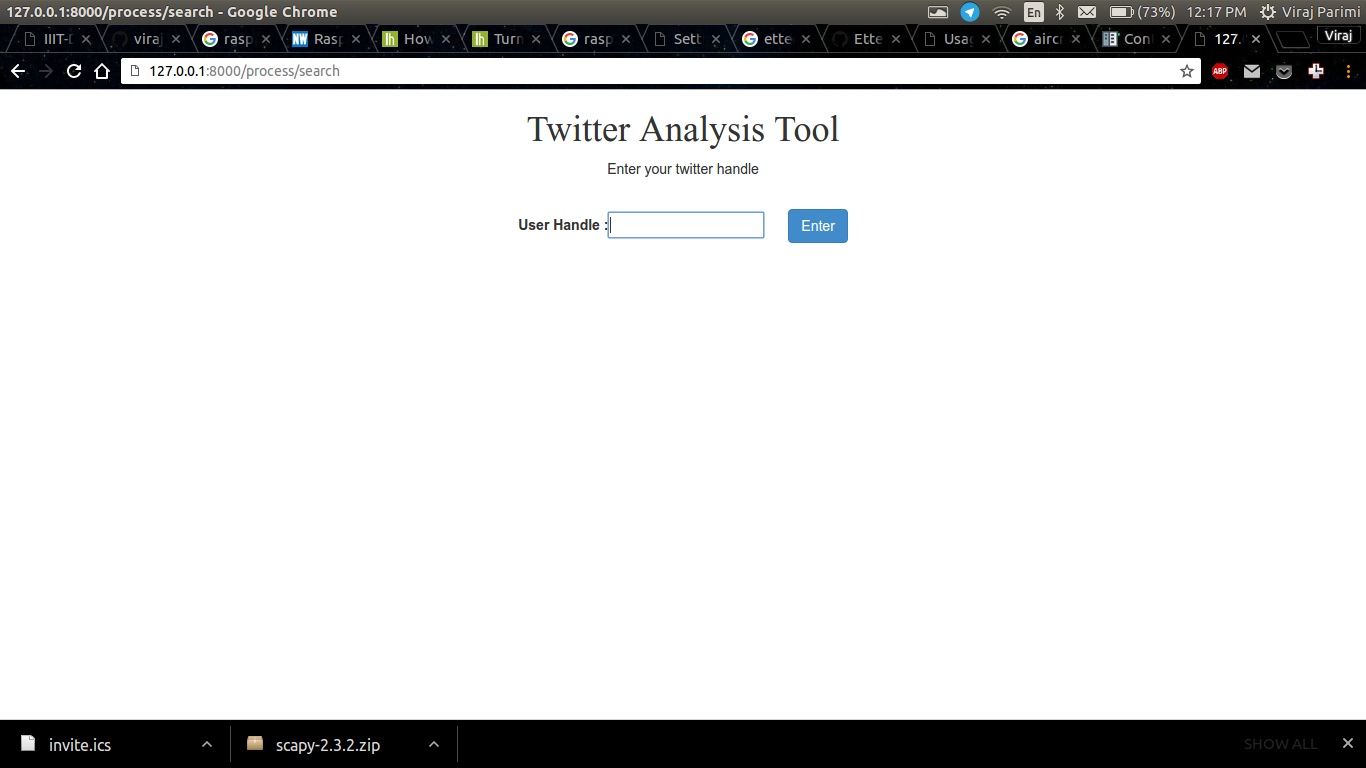 127.0.0.1:8000/process/search - Google Chrome
En
(73%)
12:17 PM
Viraj Parimi
IIIT-
viraj
rasp
NW
Rasp
lh
How
lh
Turn
rasp
Sett
ette
Ette
Usag
airc
Con
127.
Viraj
127.0.0.1:8000/process/search
ABP
Twitter Analysis Tool
Enter your twitter handle
User Handle :
Enter
invite.ics
scapy-2.3.2.zip
SHOW ALL